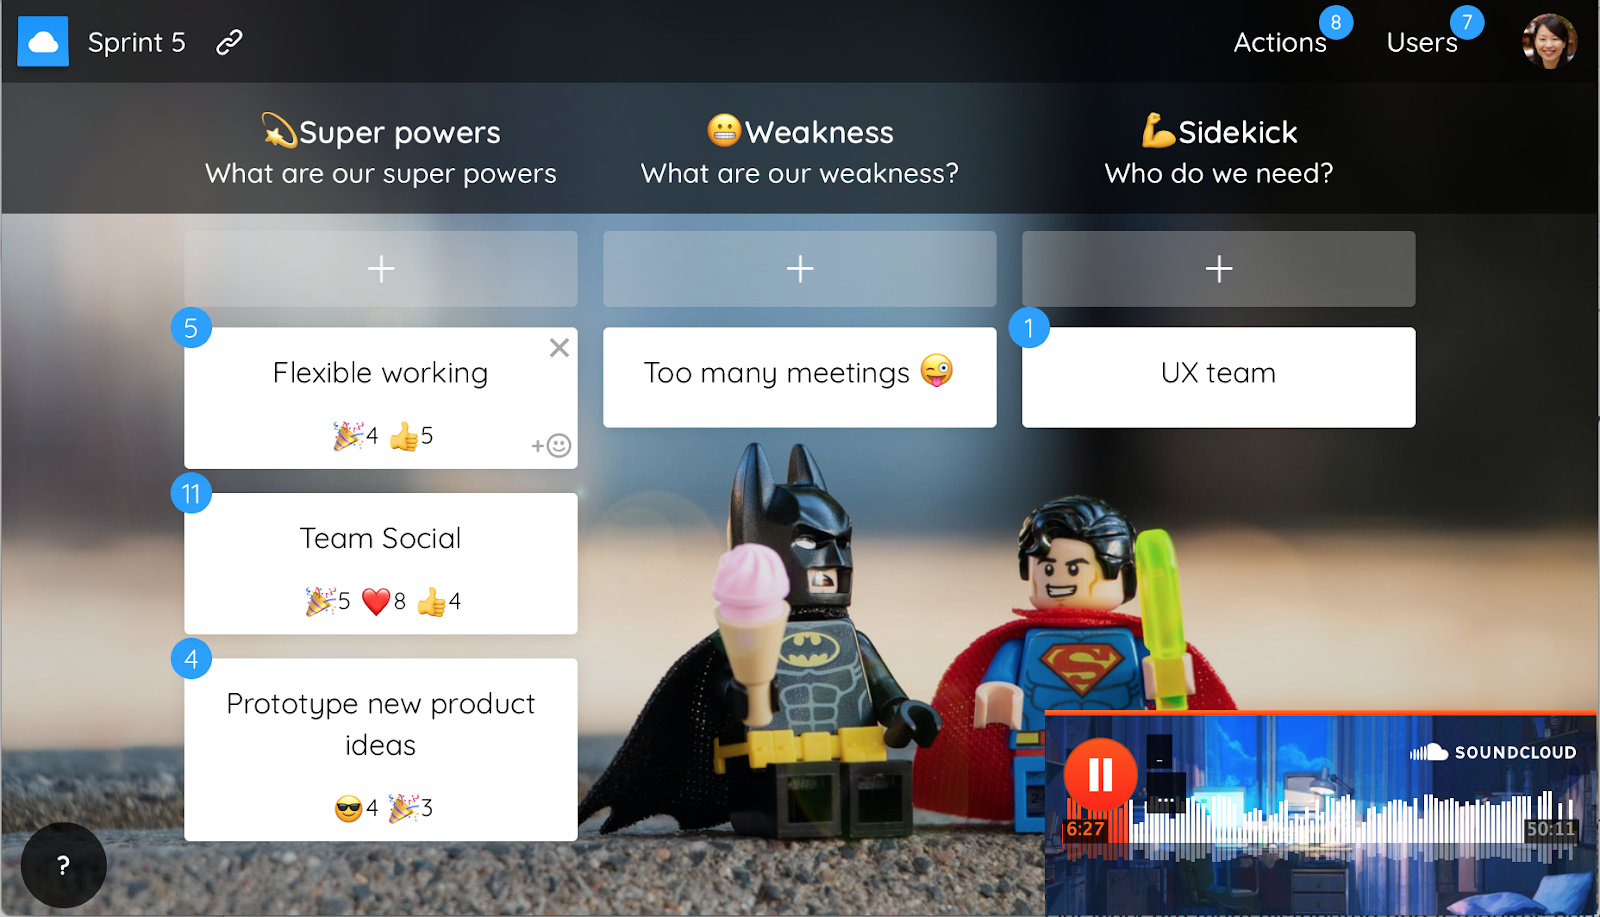 Sprint 5
Actions 8
Users 7
💫Super powers
What are our super powers
😬Weakness
What are our weakness?
💪Sidekick
Who do we need?
5
Flexible working
🎉4 👍5
11
Team Social
🎉5 ❤️8 👍4
4
Prototype new product
ideas
😎4 🎉3
Too many meetings 😜
1
UX team
SOUNDCLOUD
-
...
6:27
50:11
?